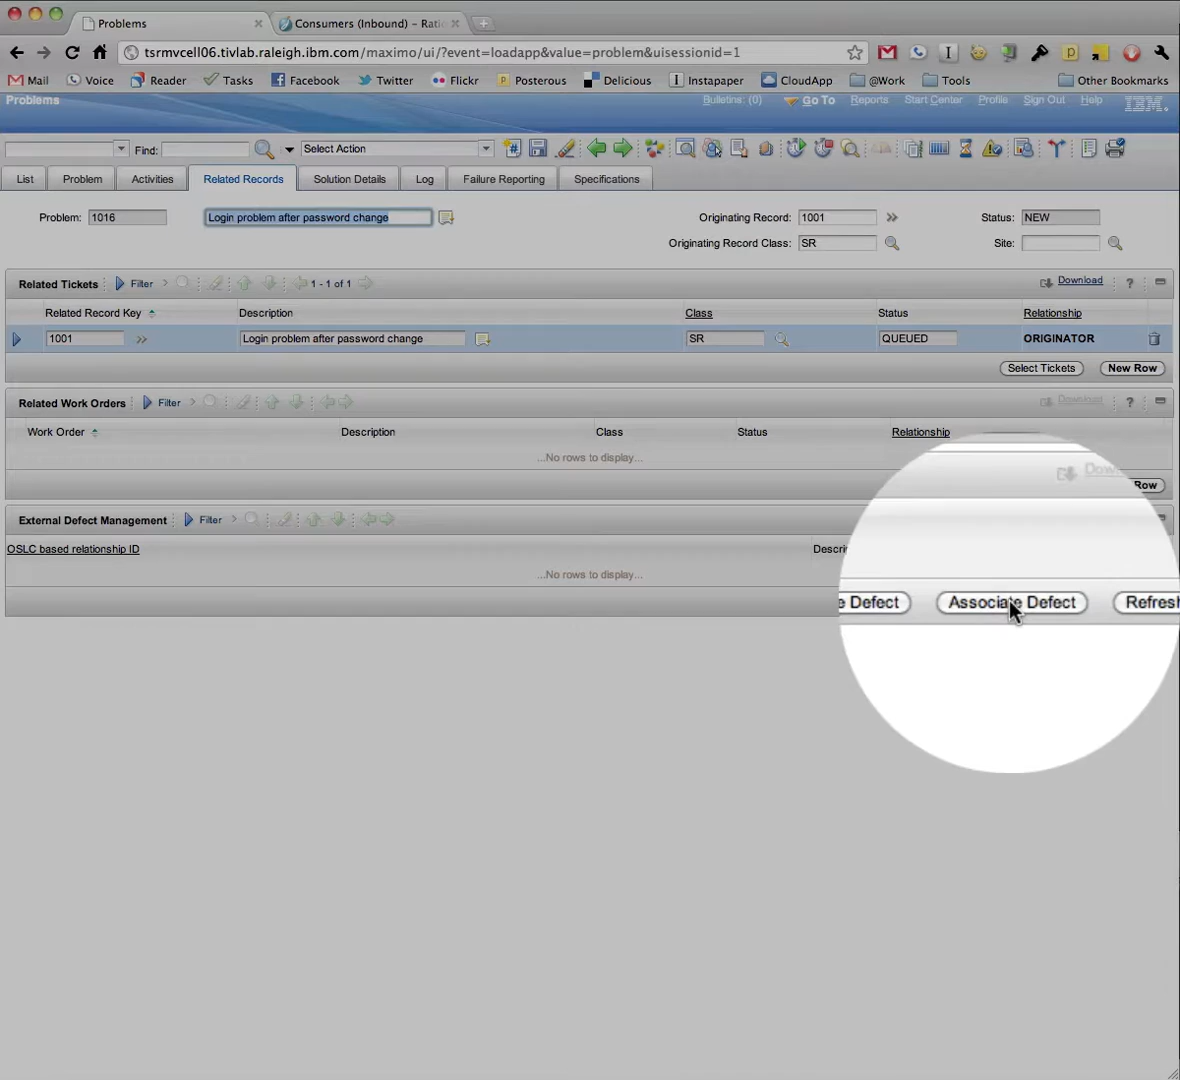 Problems
Consumers (Inbound) - Rati
tsrmvcell06.tivlab.raleigh.ibm.com/maximo/ui/?event=loadapp&value=problem&uisessionid=1
Mail Voice Reader Tasks Facebook Twitter Flickr Posterous Delicious Instapaper CloudApp @Work Tools Other Bookmarks
Problems Bulletins: (0) Go To Reports Start Center Profile Sign Out Help IBM.
Find: Select Action
List Problem Activities Related Records Solution Details Log Failure Reporting Specifications
Problem: 1016 Login problem after password change Originating Record: 1001 Status: NEW
Originating Record Class: SR Site:
Related Tickets Filter 1 - 1 of 1 Download ?
Related Record Key Description Class Status Relationship
1001 Login problem after password change SR QUEUED ORIGINATOR
Select Tickets New Row
Related Work Orders Filter Download ?
Work Order Description Class Status Relationship
...No rows to display...
Dow Row
External Defect Management Filter
OSLC based relationship ID Descri
...No rows to display...
e Defect Associate Defect Refresh